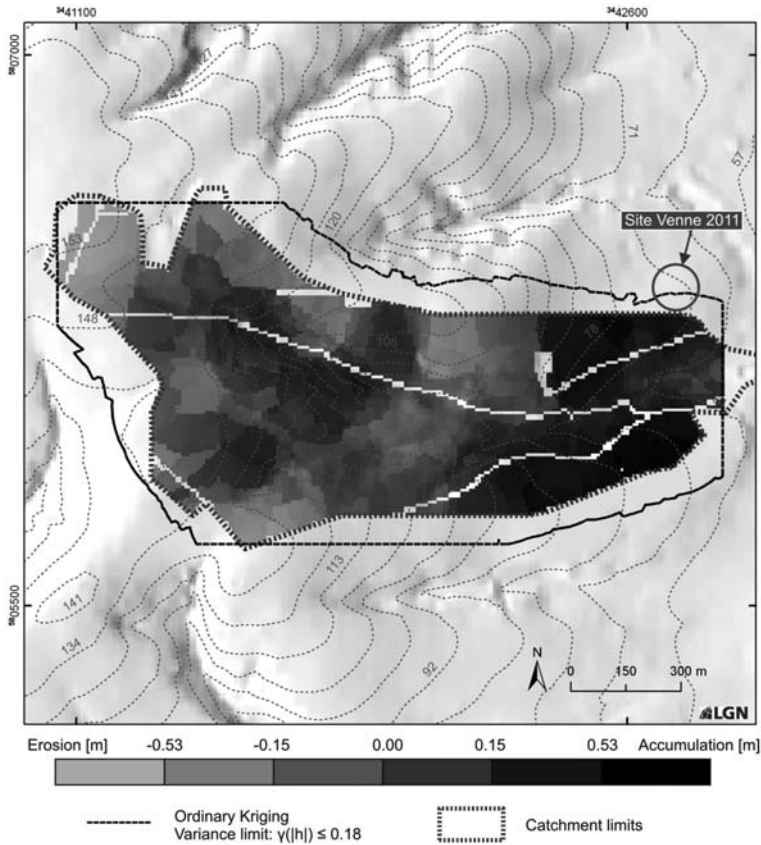 ³⁴41100
³⁴42600
⁵⁸07000
127
141
71
57
120
Site Venne 2011
153
148
106
78
⁵⁸05500
113
141
134
92
N
0 150 300 m
LGN
Erosion [m] -0.53 -0.15 0.00 0.15 0.53 Accumulation [m]
Ordinary Kriging
Variance limit: γ(|h|) ≤ 0.18
Catchment limits